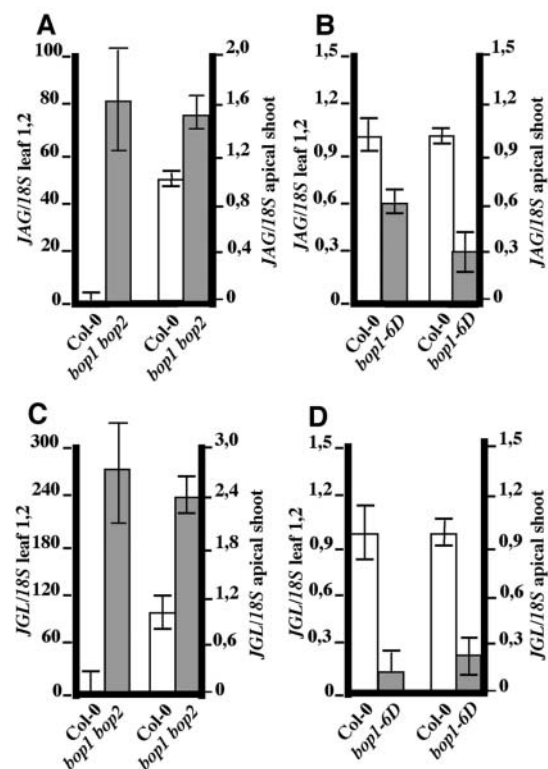 A
100
80
60
40
20
0
JAG/18S leaf 1,2
2,0
1,6
1,2
0,8
0,4
0
JAG/18S apical shoot
Col-0
bop1 bop2
Col-0
bop1 bop2
B
1,5
1,2
0,9
0,6
0,3
0
JAG/18S leaf 1,2
1,5
1,2
0,9
0,6
0,3
0
JAG/18S apical shoot
Col-0
bop1-6D
Col-0
bop1-6D
C
300
240
180
120
60
0
JGL/18S leaf 1,2
3,0
2,4
1,8
1,2
0,6
0
JGL/18S apical shoot
Col-0
bop1 bop2
Col-0
bop1 bop2
D
1,5
1,2
0,9
0,6
0,3
0
JGL/18S leaf 1,2
1,5
1,2
0,9
0,6
0,3
0
JGL/18S apical shoot
Col-0
bop1-6D
Col-0
bop1-6D